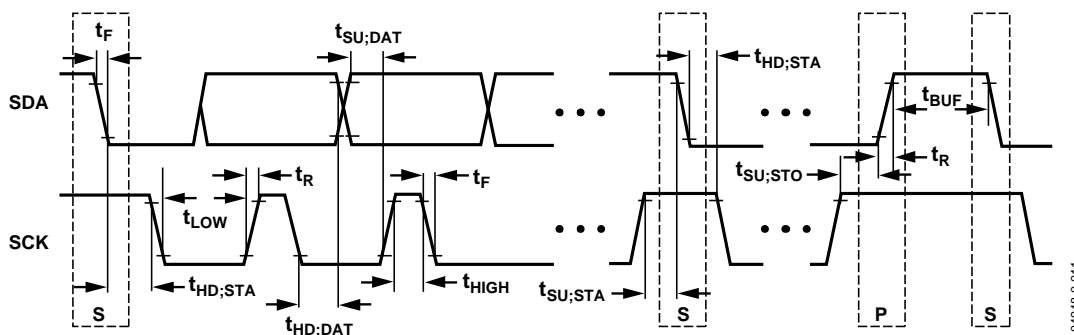 tF
tSU;DAT
tHD;STA
SDA
tBUF
tR
tSU;STO
tR
tF
tLOW
SCK
tHD;STA
tHIGH
tSU;STA
tHD;DAT
S
S
P
S